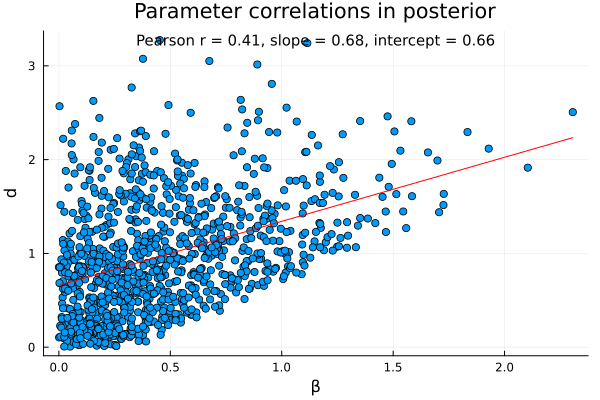 Parameter correlations in posterior
Pearson r = 0.41, slope = 0.68, intercept = 0.66
3
2
d
1
0
0.0 0.5 1.0 1.5 2.0
β